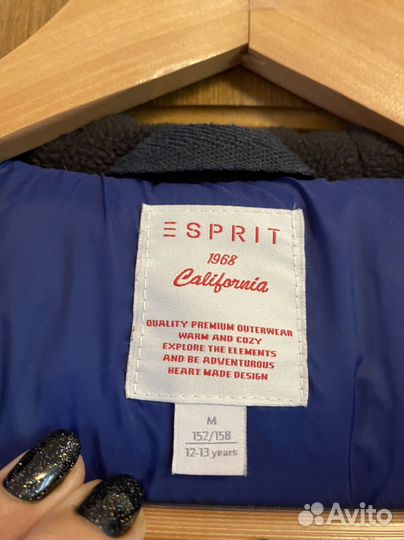 ESPRIT
1968
California
QUALITY PREMIUM OUTERWEAR
WARM AND COZY
EXPLORE THE ELEMENTS
AND BE ADVENTUROUS
HEART MADE DESIGN
M
152/158
12-13 years
Avito